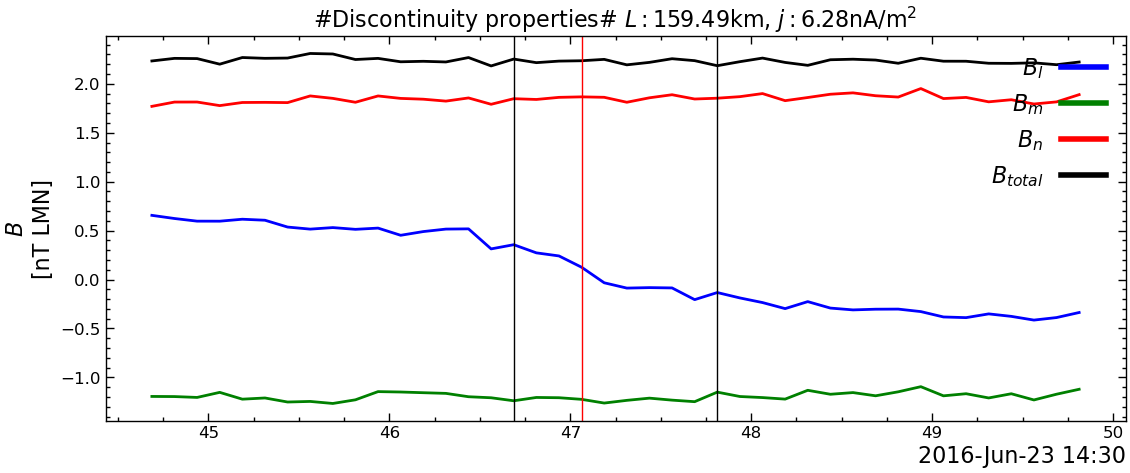 #Discontinuity properties# L : 159.49km, j : 6.28nA/m²
B
[nT LMN]
2.0
1.5
1.0
0.5
0.0
−0.5
−1.0
B_l
B_m
B_n
B_total
45 46 47 48 49 50
2016-Jun-23 14:30